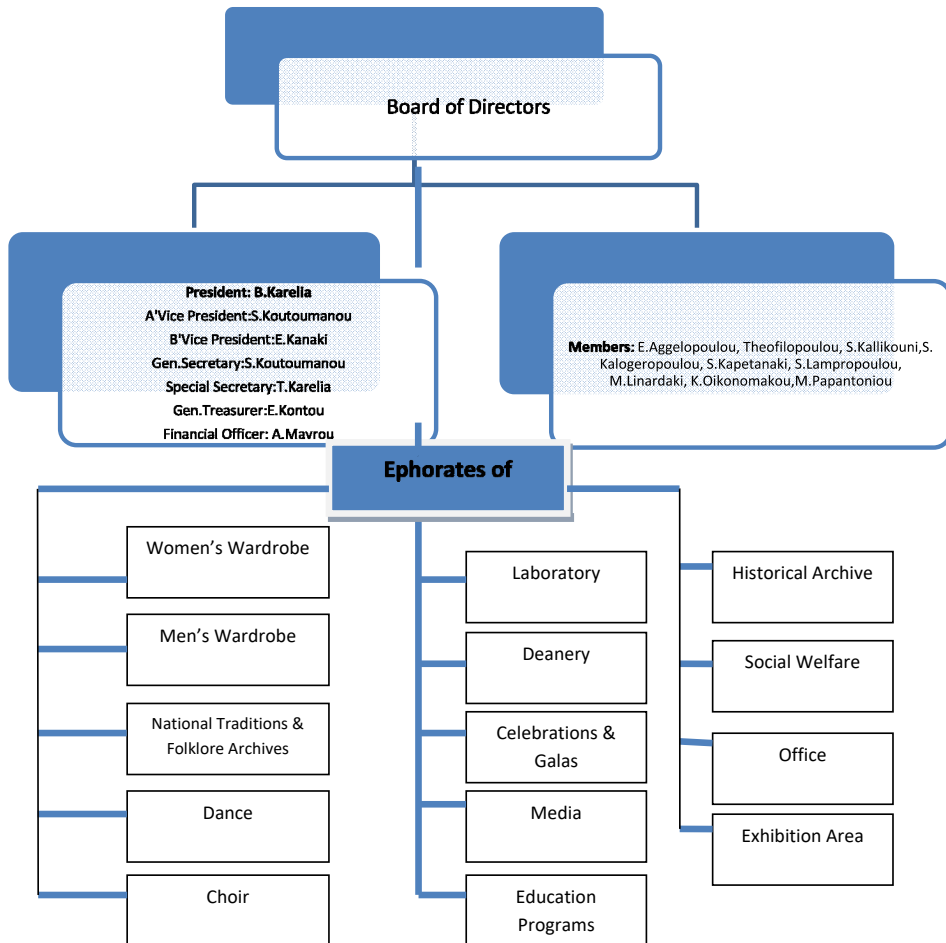 Board of Directors
President: B.Karelia
A'Vice President:S.Koutoumanou
B'Vice President:E.Kanaki
Gen.Secretary:S.Koutoumanou
Special Secretary:T.Karelia
Gen.Treasurer:E.Kontou
Financial Officer: A.Mavrou
Members: E.Aggelopoulou, Theofilopoulou, S.Kallikouni,S.
Kalogeropoulou, S.Kapetanaki, S.Lampropoulou,
M.Linardaki, K.Oikonomakou,M.Papantoniou
Ephorates of
Women’s Wardrobe
Men’s Wardrobe
National Traditions &
Folklore Archives
Dance
Choir
Laboratory
Deanery
Celebrations &
Galas
Media
Education
Programs
Historical Archive
Social Welfare
Office
Exhibition Area